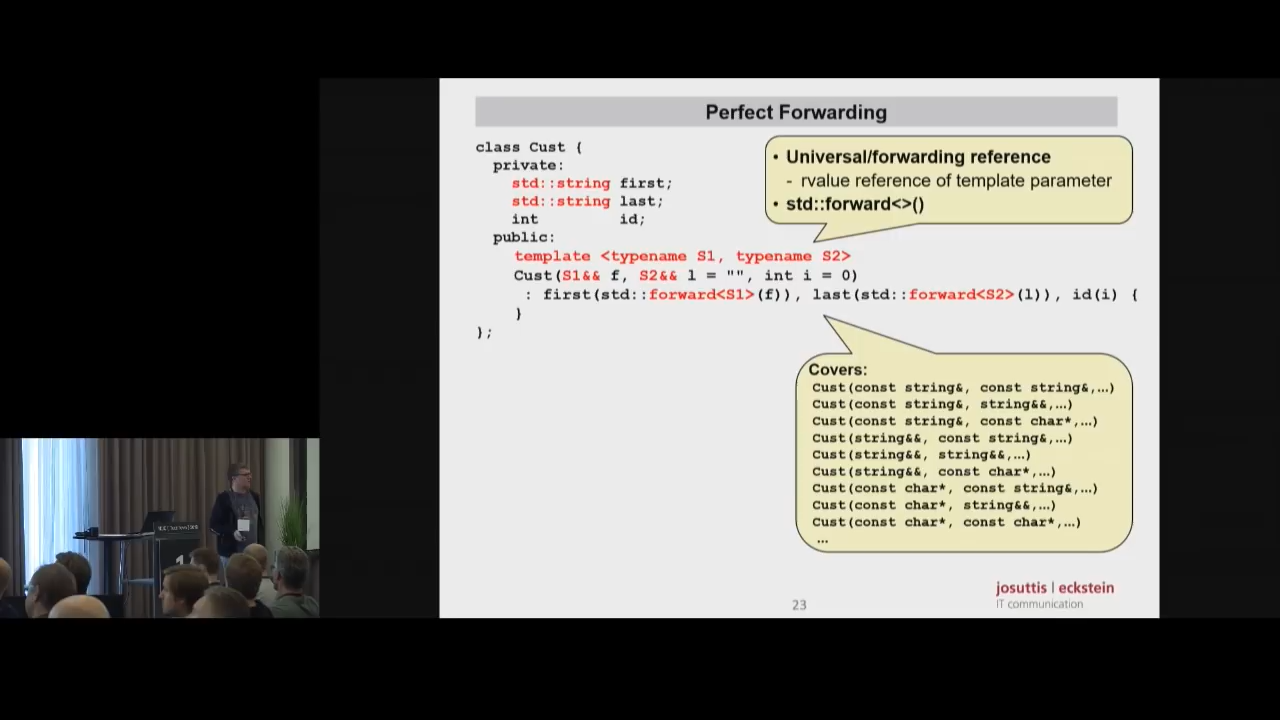 Perfect Forwarding
class Cust {
private:
std::string first;
std::string last;
int id;
public:
template <typename S1, typename S2>
Cust(S1&& f, S2&& l = "", int i = 0)
: first(std::forward<S1>(f)), last(std::forward<S2>(l)), id(i) {
}
};
• Universal/forwarding reference
- rvalue reference of template parameter
• std::forward<>()
Covers:
Cust(const string&, const string&,…)
Cust(const string&, string&&,…)
Cust(const string&, const char*,…)
Cust(string&&, const string&,…)
Cust(string&&, string&&,…)
Cust(string&&, const char*,…)
Cust(const char*, const string&,…)
Cust(const char*, string&&,…)
Cust(const char*, const char*,…)
…
josuttis | eckstein
IT communication
23